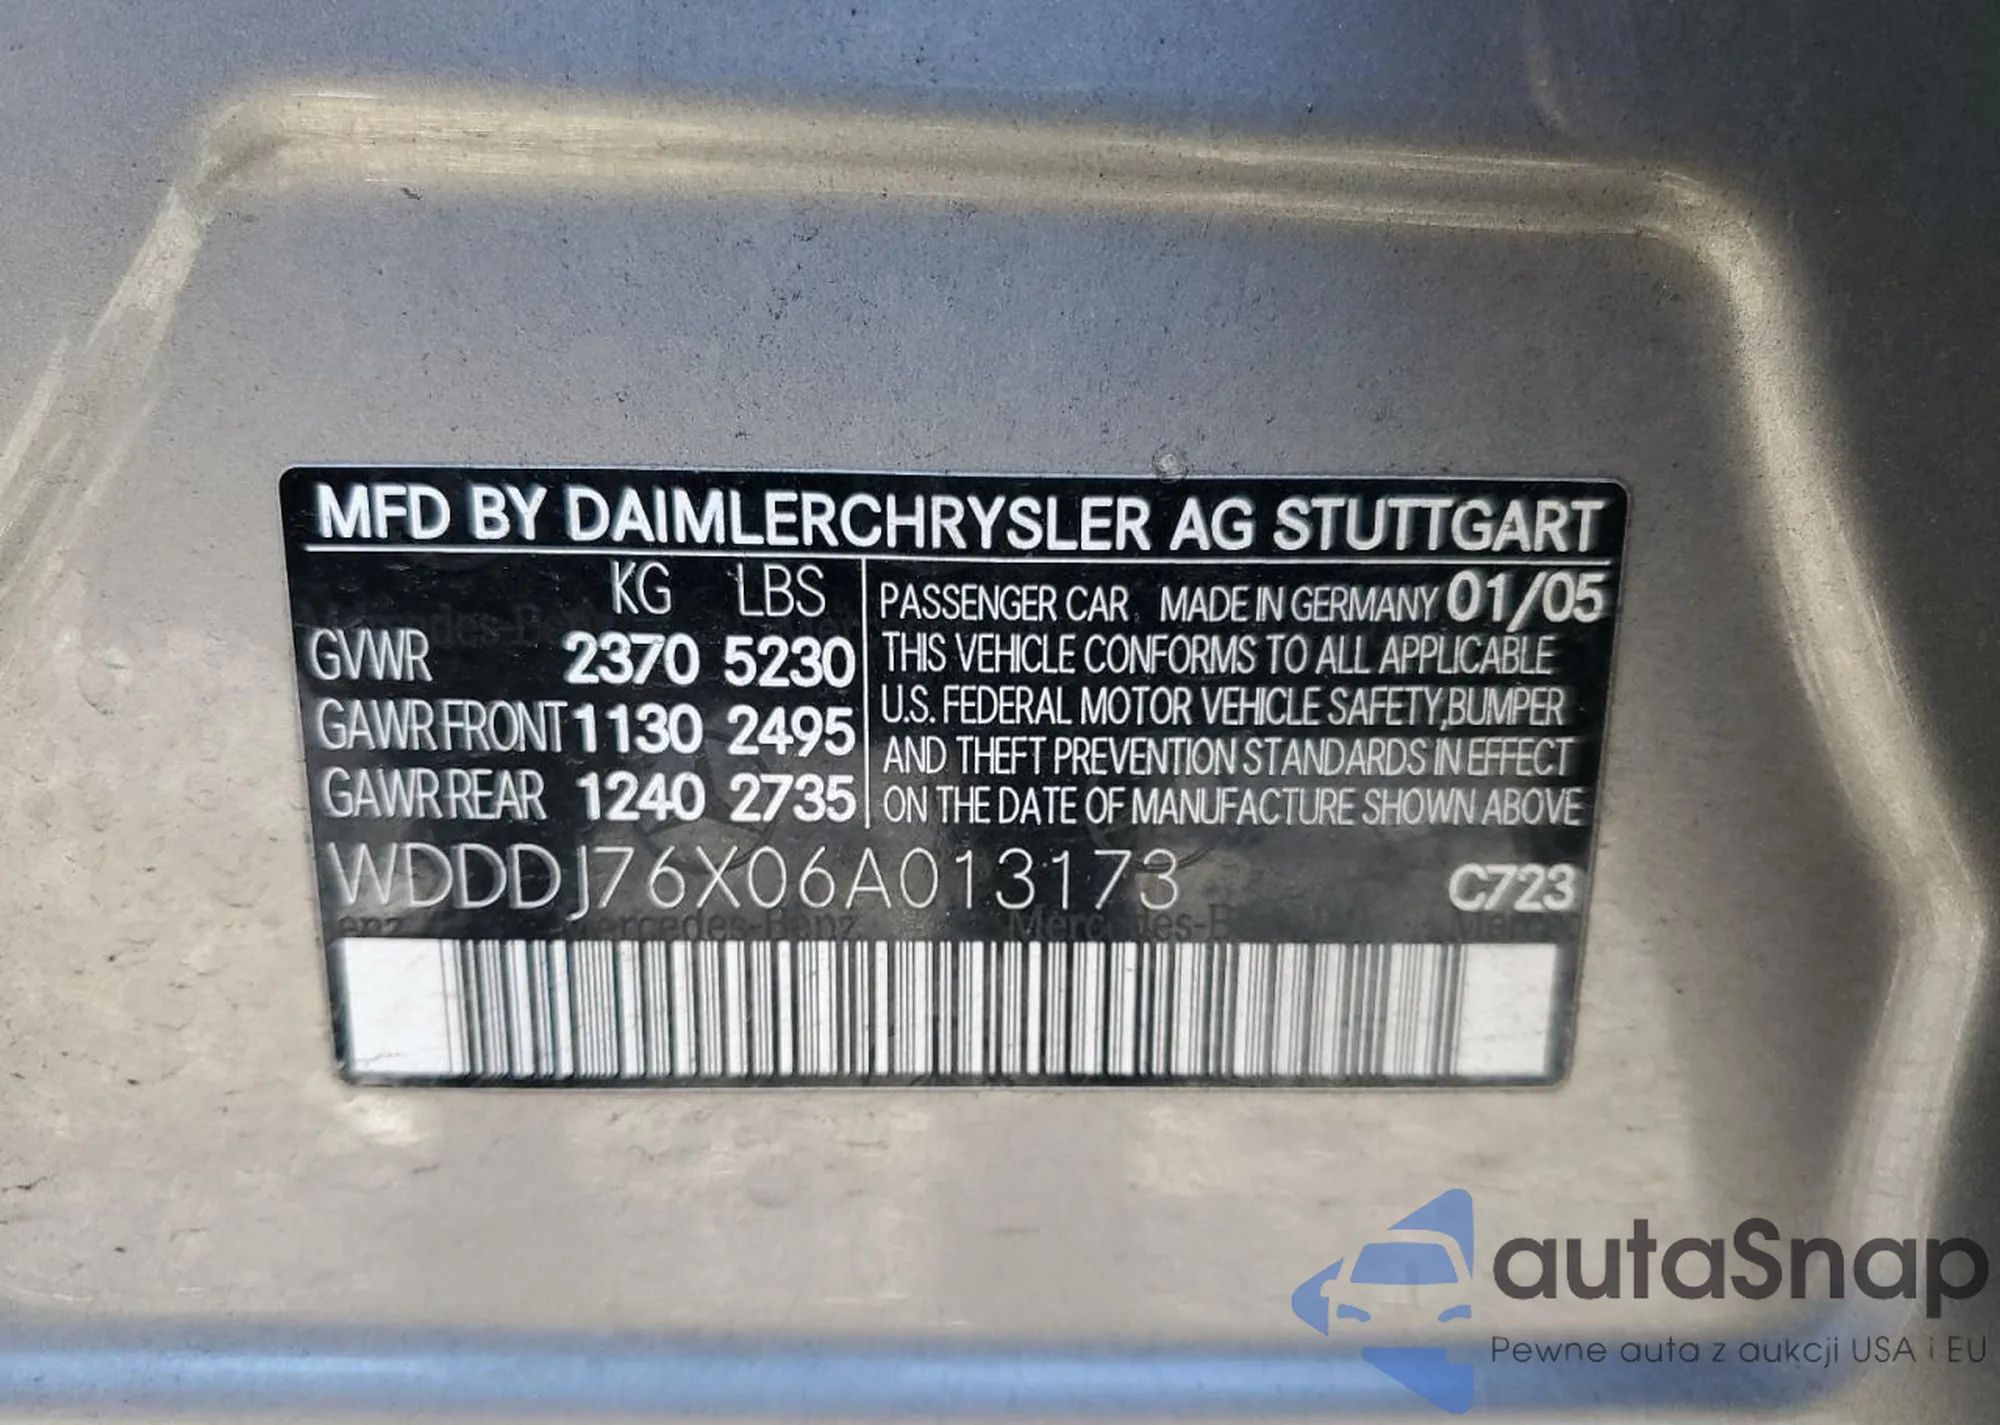 MFD BY DAIMLERCHRYSLER AG STUTTGART
KG LBS
GVWR 2370 5230
GAWR FRONT 1130 2495
GAWR REAR 1240 2735
PASSENGER CAR MADE IN GERMANY 01/05
THIS VEHICLE CONFORMS TO ALL APPLICABLE
U.S. FEDERAL MOTOR VEHICLE SAFETY, BUMPER
AND THEFT PREVENTION STANDARDS IN EFFECT
ON THE DATE OF MANUFACTURE SHOWN ABOVE
WDDDJ76X06A013173 C723
Mercedes-Benz
autaSnap
Pewne auta z aukcji USA i EU